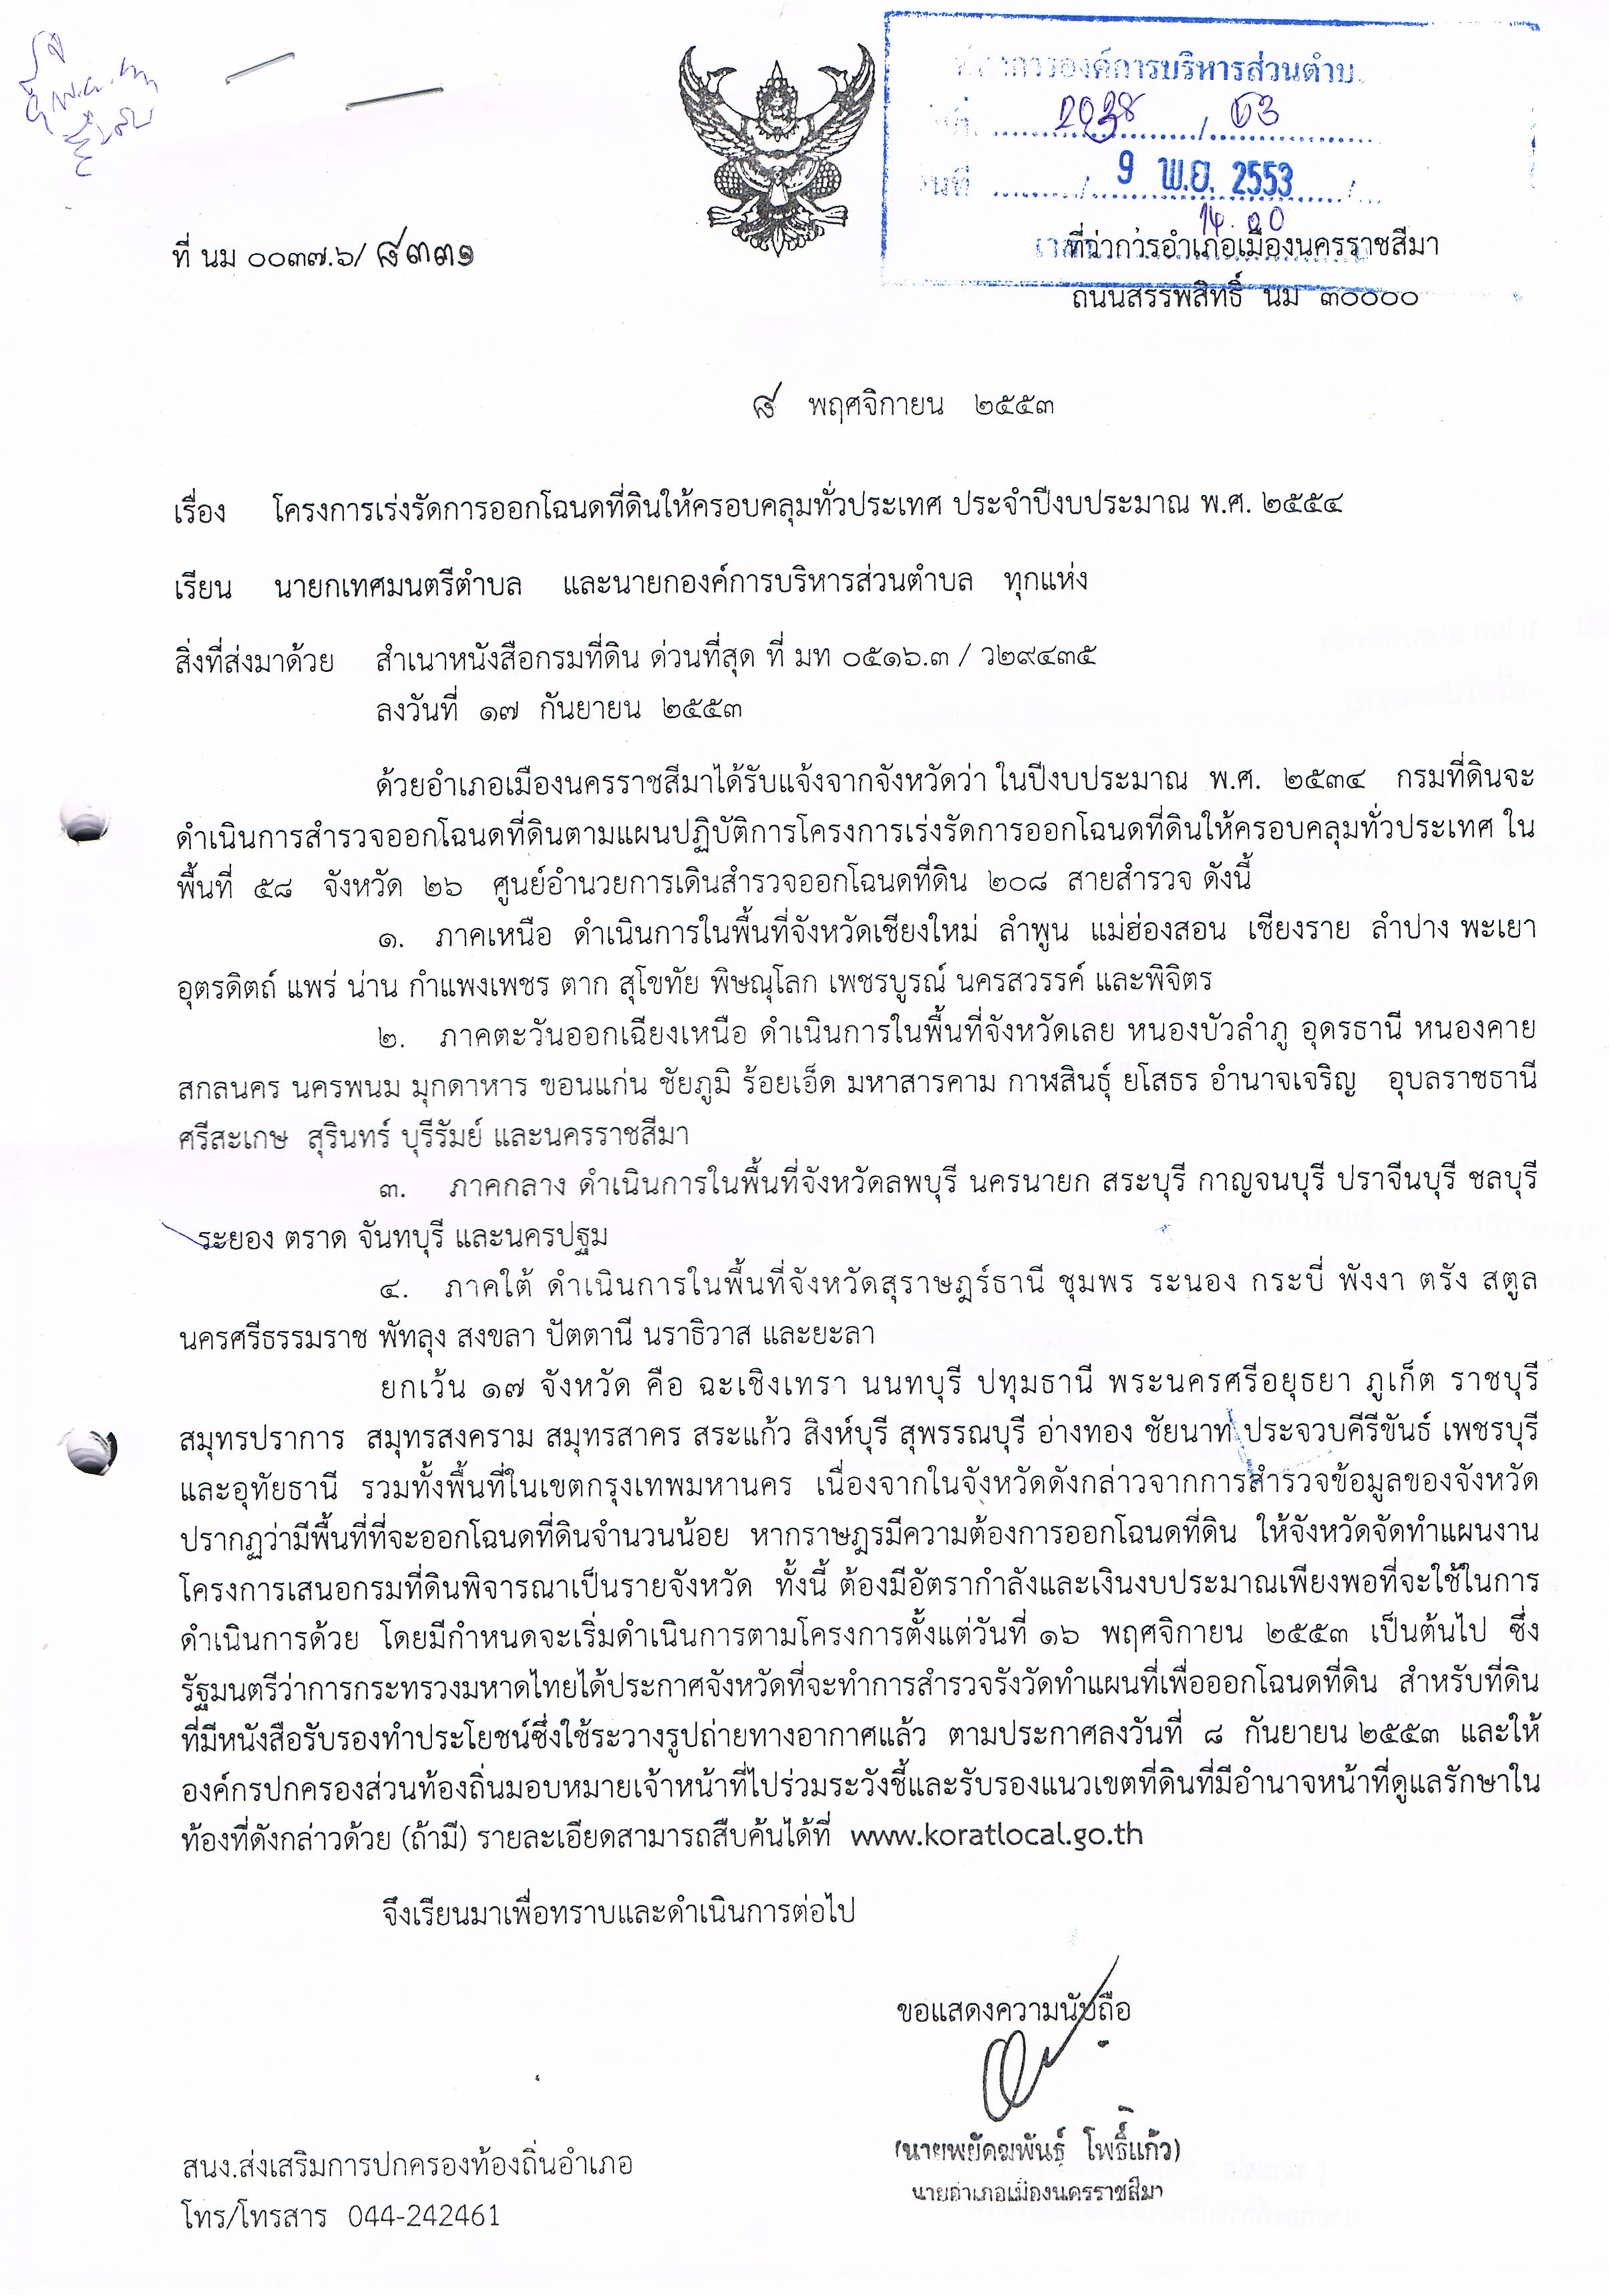 องค์การบริหารส่วนตำบ
2038 / 53
วันที่ 9 พ.ย. 2553
14.00
ที่ นม ๐๐๓๗.๖/ ๘๓๓๑
ที่ว่าการอำเภอเมืองนครราชสีมา
ถนนสรรพสิทธิ์ นม ๓๐๐๐๐
๘ พฤศจิกายน ๒๕๕๓
เรื่อง โครงการเร่งรัดการออกโฉนดที่ดินให้ครอบคลุมทั่วประเทศ ประจำปีงบประมาณ พ.ศ. ๒๕๕๔
เรียน นายกเทศมนตรีตำบล และนายกองค์การบริหารส่วนตำบล ทุกแห่ง
สิ่งที่ส่งมาด้วย สำเนาหนังสือกรมที่ดิน ด่วนที่สุด ที่ มท ๐๕๑๖.๓ / ว๒๙๔๓๕
ลงวันที่ ๑๗ กันยายน ๒๕๕๓
ด้วยอำเภอเมืองนครราชสีมาได้รับแจ้งจากจังหวัดว่า ในปีงบประมาณ พ.ศ. ๒๕๓๔ กรมที่ดินจะ
ดำเนินการสำรวจออกโฉนดที่ดินตามแผนปฏิบัติการโครงการเร่งรัดการออกโฉนดที่ดินให้ครอบคลุมทั่วประเทศ ใน
พื้นที่ ๕๘ จังหวัด ๒๖ ศูนย์อำนวยการเดินสำรวจออกโฉนดที่ดิน ๒๐๘ สายสำรวจ ดังนี้
๑. ภาคเหนือ ดำเนินการในพื้นที่จังหวัดเชียงใหม่ ลำพูน แม่ฮ่องสอน เชียงราย ลำปาง พะเยา
อุตรดิตถ์ แพร่ น่าน กำแพงเพชร ตาก สุโขทัย พิษณุโลก เพชรบูรณ์ นครสวรรค์ และพิจิตร
๒. ภาคตะวันออกเฉียงเหนือ ดำเนินการในพื้นที่จังหวัดเลย หนองบัวลำภู อุดรธานี หนองคาย
สกลนคร นครพนม มุกดาหาร ขอนแก่น ชัยภูมิ ร้อยเอ็ด มหาสารคาม กาฬสินธุ์ ยโสธร อำนาจเจริญ อุบลราชธานี
ศรีสะเกษ สุรินทร์ บุรีรัมย์ และนครราชสีมา
๓. ภาคกลาง ดำเนินการในพื้นที่จังหวัดลพบุรี นครนายก สระบุรี กาญจนบุรี ปราจีนบุรี ชลบุรี
ระยอง ตราด จันทบุรี และนครปฐม
๔. ภาคใต้ ดำเนินการในพื้นที่จังหวัดสุราษฎร์ธานี ชุมพร ระนอง กระบี่ พังงา ตรัง สตูล
นครศรีธรรมราช พัทลุง สงขลา ปัตตานี นราธิวาส และยะลา
ยกเว้น ๑๗ จังหวัด คือ ฉะเชิงเทรา นนทบุรี ปทุมธานี พระนครศรีอยุธยา ภูเก็ต ราชบุรี
สมุทรปราการ สมุทรสงคราม สมุทรสาคร สระแก้ว สิงห์บุรี สุพรรณบุรี อ่างทอง ชัยนาท ประจวบคีรีขันธ์ เพชรบุรี
และอุทัยธานี รวมทั้งพื้นที่ในเขตกรุงเทพมหานคร เนื่องจากในจังหวัดดังกล่าวจากการสำรวจข้อมูลของจังหวัด
ปรากฏว่ามีพื้นที่ที่จะออกโฉนดที่ดินจำนวนน้อย หากราษฎรมีความต้องการออกโฉนดที่ดิน ให้จังหวัดจัดทำแผนงาน
โครงการเสนอกรมที่ดินพิจารณาเป็นรายจังหวัด ทั้งนี้ ต้องมีอัตรากำลังและเงินงบประมาณเพียงพอที่จะใช้ในการ
ดำเนินการด้วย โดยมีกำหนดจะเริ่มดำเนินการตามโครงการตั้งแต่วันที่ ๑๖ พฤศจิกายน ๒๕๕๓ เป็นต้นไป ซึ่ง
รัฐมนตรีว่าการกระทรวงมหาดไทยได้ประกาศจังหวัดที่จะทำการสำรวจรังวัดทำแผนที่เพื่อออกโฉนดที่ดิน สำหรับที่ดิน
ที่มีหนังสือรับรองทำประโยชน์ซึ่งใช้ระวางรูปถ่ายทางอากาศแล้ว ตามประกาศลงวันที่ ๘ กันยายน ๒๕๕๓ และให้
องค์กรปกครองส่วนท้องถิ่นมอบหมายเจ้าหน้าที่ไปร่วมระวังชี้และรับรองแนวเขตที่ดินที่มีอำนาจหน้าที่ดูแลรักษาใน
ท้องที่ดังกล่าวด้วย (ถ้ามี) รายละเอียดสามารถสืบค้นได้ที่ www.koratlocal.go.th
จึงเรียนมาเพื่อทราบและดำเนินการต่อไป
ขอแสดงความนับถือ
(นายพยัคฆพันธุ์ โพธิ์แก้ว)
นายอำเภอเมืองนครราชสีมา
สนง.ส่งเสริมการปกครองท้องถิ่นอำเภอ
โทร/โทรสาร 044-242461